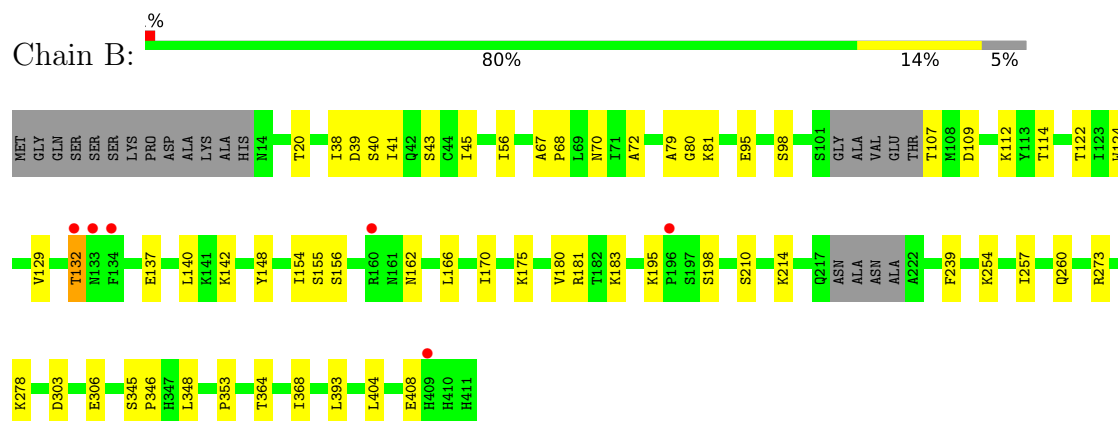 %
Chain B:
80% 14% 5%
MET GLY GLN SER SER SER LYS PRO ASP ALA LYS ALA HIS N14 T20 I38 D39 S40 I41 Q42 S43 C44 I45 I56 A67 P68 L69 N70 I71 A72 A79 G80 K81 E95 S98 S101 GLY ALA VAL GLU THR T107 M108 D109 K112 Y113 T114 T122 I123 W124
V129 T132 N133 F134 E137 L140 K141 K142 Y148 I154 S155 S156 R160 N161 N162 L166 I170 K175 V180 R181 T182 K183 K195 P196 S197 S198 S210 K214 Q217 ASN ALA ASN ALA A222 F239 K254 I257 Q260 R273
K278 D303 E306 S345 P346 H347 L348 P353 T364 I368 L393 L404 E408 H409 H410 H411